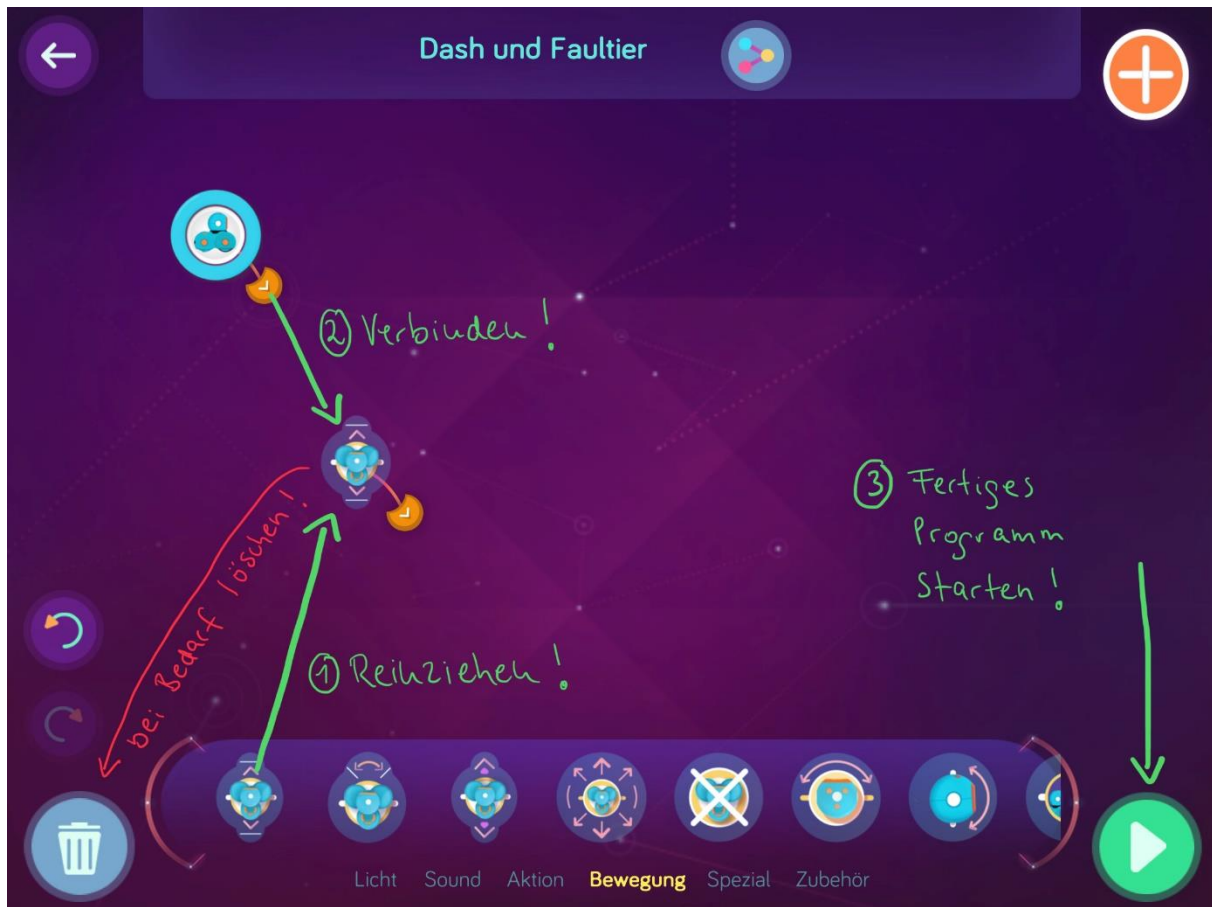 Dash und Faultier
② Verbinden!
③ Fertiges
Programm
Starten!
bei Bedarf löschen!
① Reinziehen!
Licht Sound Aktion Bewegung Spezial Zubehör